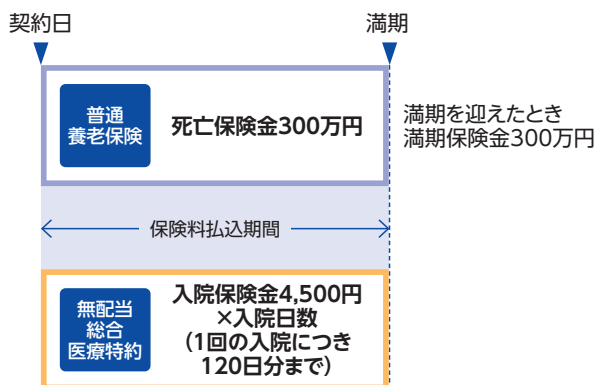 契約日
満期
普通
養老保険
死亡保険金300万円
満期を迎えたとき
満期保険金300万円
保険料払込期間
無配当
総合
医療特約
入院保険金4,500円
×入院日数
(1回の入院につき
120日分まで)